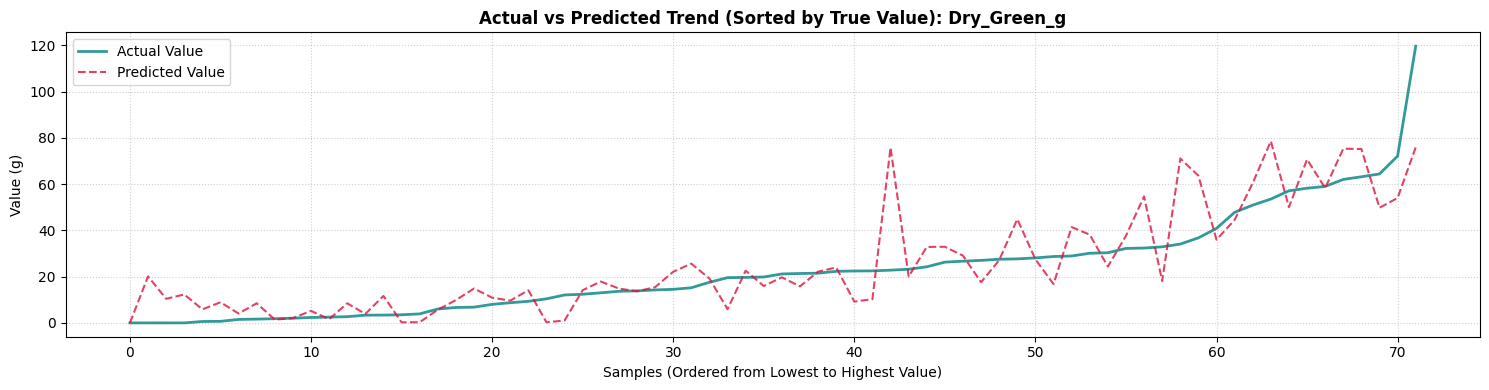 Actual vs Predicted Trend (Sorted by True Value): Dry_Green_g
Actual Value
Predicted Value
Value (g)
120
100
80
60
40
20
0
0 10 20 30 40 50 60 70
Samples (Ordered from Lowest to Highest Value)